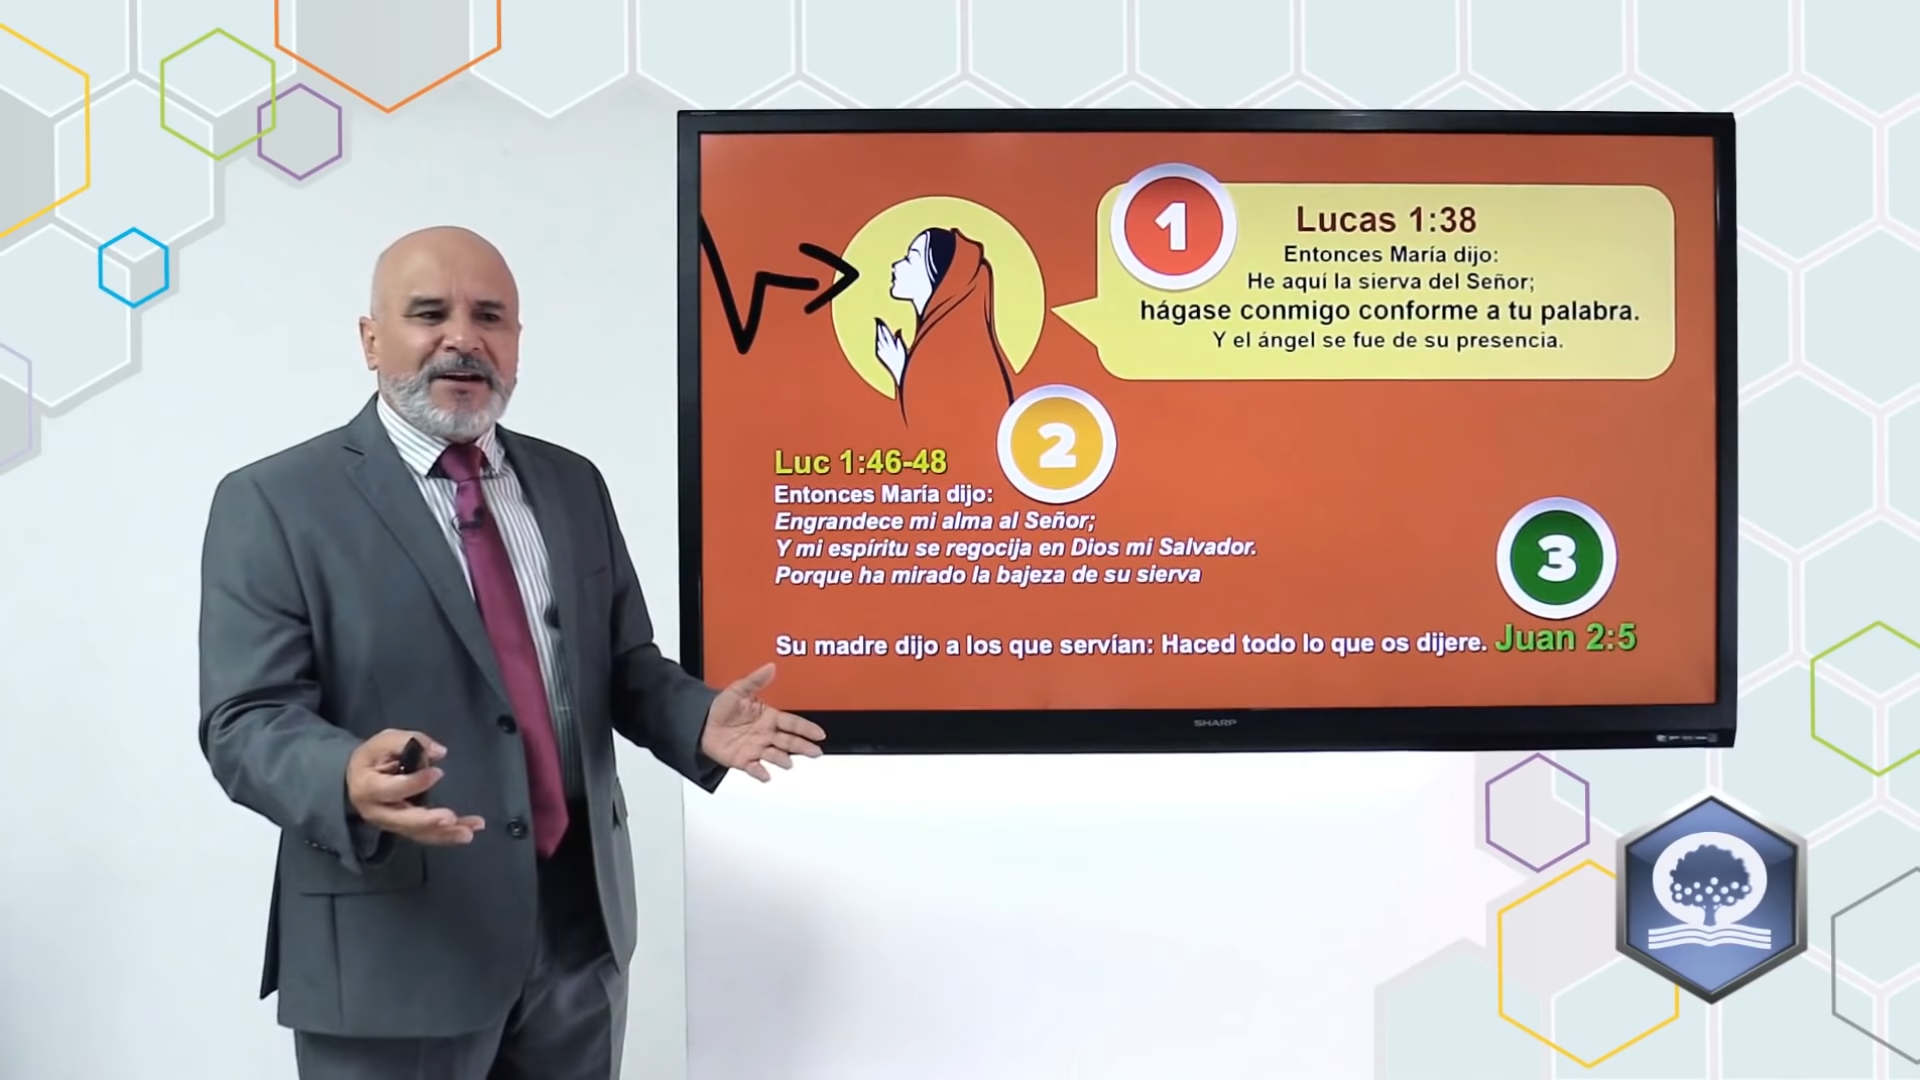 1
Lucas 1:38
Entonces María dijo:
He aquí la sierva del Señor;
hágase conmigo conforme a tu palabra.
Y el ángel se fue de su presencia.
2
Luc 1:46-48
Entonces María dijo:
Engrandece mi alma al Señor;
Y mi espíritu se regocija en Dios mi Salvador.
Porque ha mirado la bajeza de su sierva
3
Su madre dijo a los que servían: Haced todo lo que os dijere. Juan 2:5
SHARP